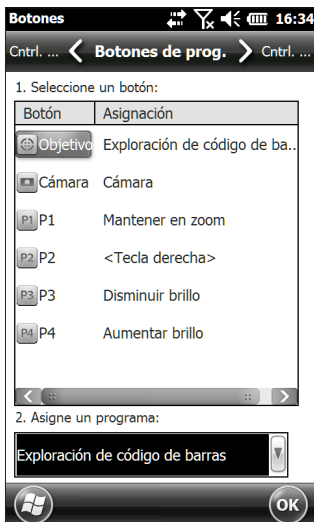 Botones 16:34
Cntrl. ... Botones de prog. Cntrl. ...
1. Seleccione un botón:
Botón Asignación
Objetivo Exploración de código de ba..
Cámara Cámara
P1 P1 Mantener en zoom
P2 P2 <Tecla derecha>
P3 P3 Disminuir brillo
P4 P4 Aumentar brillo
2. Asigne un programa:
Exploración de código de barras
OK